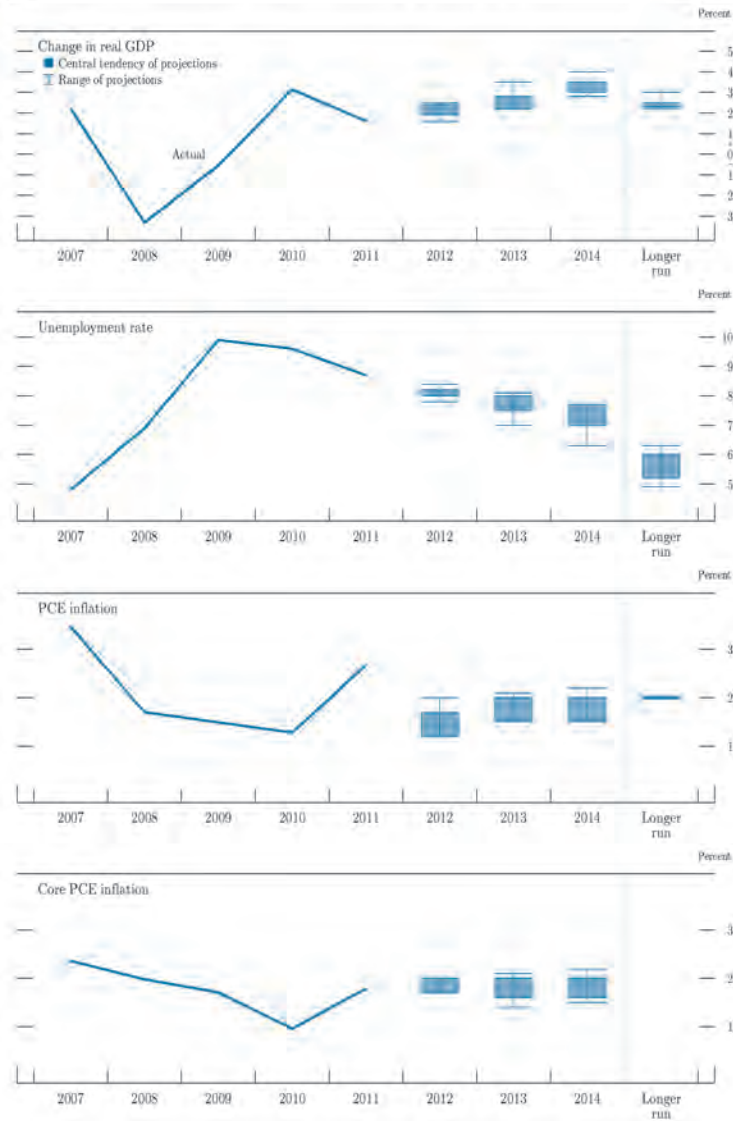 Percent
Change in real GDP
Central tendency of projections
Range of projections
Actual
5
4
3
2
1
0
1
2
3
2007 2008 2009 2010 2011 2012 2013 2014 Longer run
Percent
Unemployment rate
10
9
8
7
6
5
2007 2008 2009 2010 2011 2012 2013 2014 Longer run
Percent
PCE inflation
3
2
1
2007 2008 2009 2010 2011 2012 2013 2014 Longer run
Percent
Core PCE inflation
3
2
1
2007 2008 2009 2010 2011 2012 2013 2014 Longer run